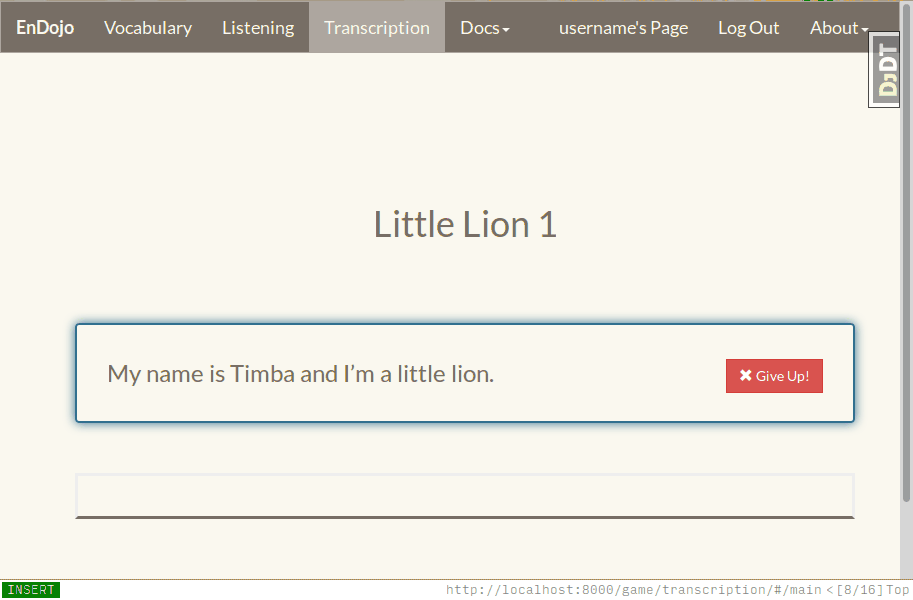 EnDojo Vocabulary Listening Transcription Docs username's Page Log Out About
DJDT
Little Lion 1
My name is Timba and I’m a little lion.
Give Up!
INSERT http://localhost:8000/game/transcription/#/main <[8/16]Top